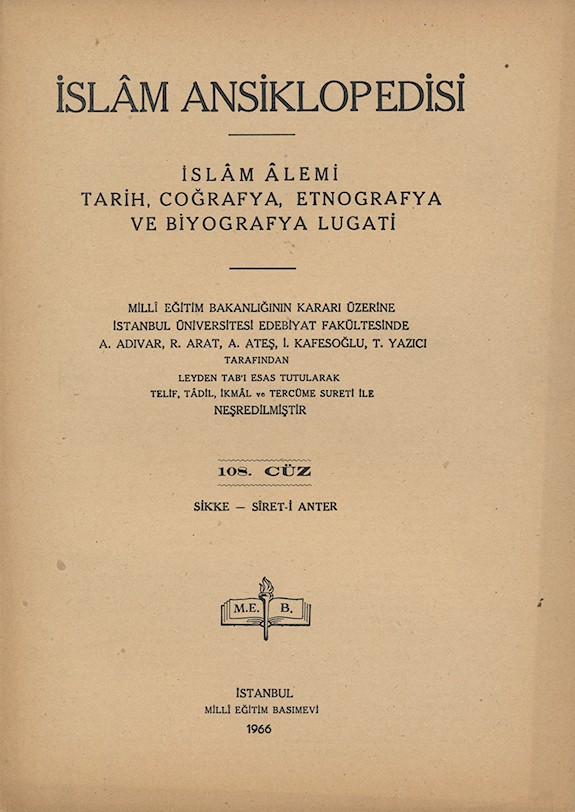 İSLÂM ANSİKLOPEDİSİ
İSLÂM ÂLEMİ
TARİH, COĞRAFYA, ETNOGRAFYA
VE BİYOGRAFYA LUGATİ
MİLLÎ EĞİTİM BAKANLIĞININ KARARI ÜZERİNE
İSTANBUL ÜNİVERSİTESİ EDEBİYAT FAKÜLTESİNDE
A. ADIVAR, R. ARAT, A. ATEŞ, İ. KAFESOĞLU, T. YAZICI
TARAFINDAN
LEYDEN TAB'I ESAS TUTULARAK
TELİF, TÂDİL, İKMÂL ve TERCÜME SURETİ İLE
NEŞREDİLMİŞTİR
108. CÜZ
SİKKE — SÎRET-İ ANTER
M.E. B.
İSTANBUL
MİLLÎ EĞİTİM BASIMEVİ
1966